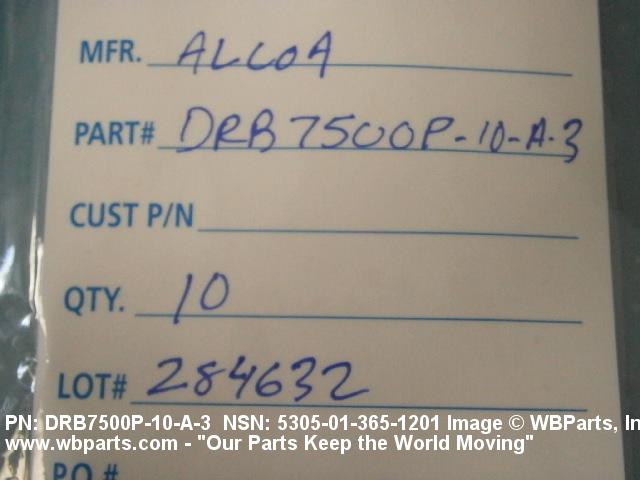 MFR. ALCOA
PART# DRB7500P-10-A-3
CUST P/N
QTY. 10
LOT# 284632
PN: DRB7500P-10-A-3 NSN: 5305-01-365-1201 Image © WBParts, In
www.wbparts.com - "Our Parts Keep the World Moving"
P.O.#